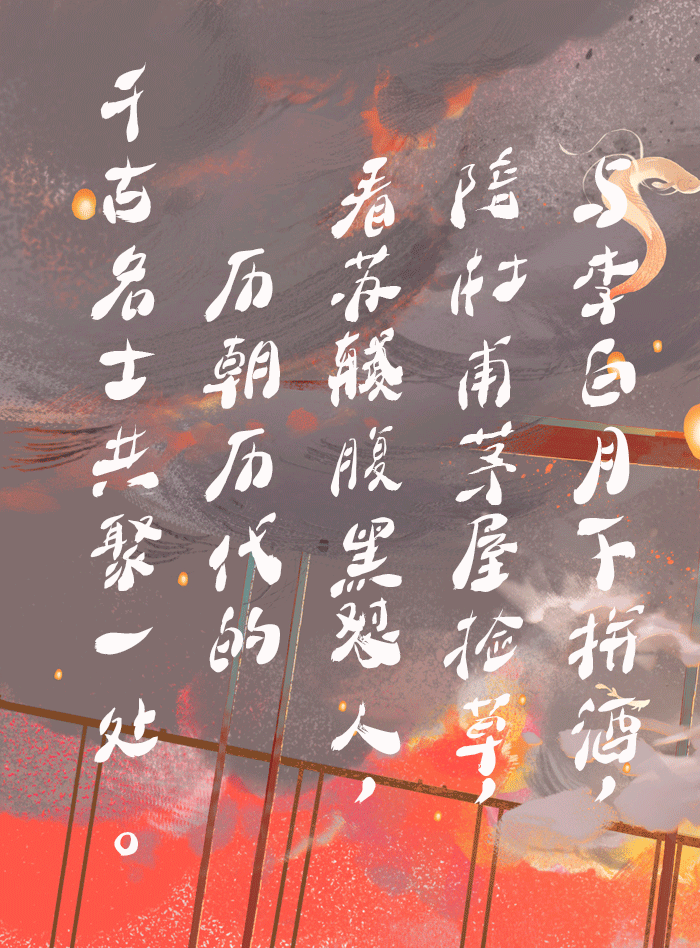 与李白月下拼酒，
陪杜甫茅屋捡草，
看苏轼腹黑怼人，
历朝历代的
千古名士共聚一处。